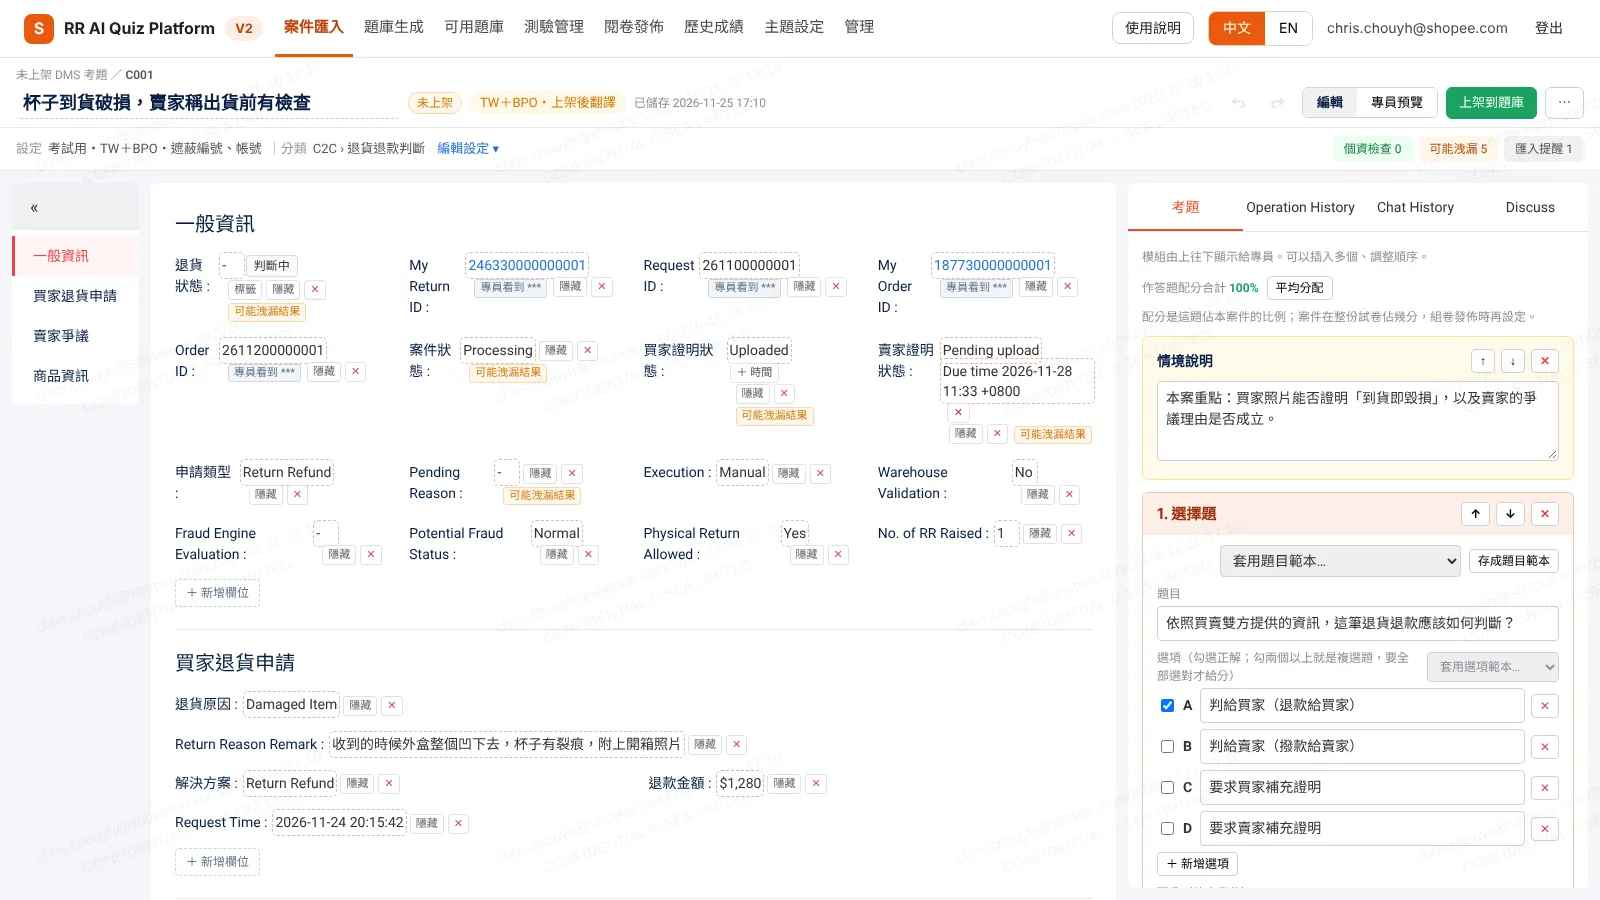 S RR AI Quiz Platform V2 案件匯入 題庫生成 可用題庫 測驗管理 閱卷發佈 歷史成績 主題設定 管理 使用說明 中文 EN chris.chouyh@shopee.com 登出
未上架 DMS 考題 ／ C001
杯子到貨破損，賣家稱出貨前有檢查 未上架 TW＋BPO・上架後翻譯 已儲存 2026-11-25 17:10 編輯 專員預覽 上架到題庫 ...
設定 考試用・TW＋BPO・遮蔽編號、帳號 | 分類 C2C › 退貨退款判斷 編輯設定 ▾ 個資檢查 0 可能洩漏 5 匯入提醒 1
«
一般資訊
買家退貨申請
賣家爭議
商品資訊
一般資訊
退貨狀態 : - 判斷中 標籤 隱藏 ×
可能洩漏結果
My Return ID : 246330000000001 專員看到 *** 隱藏 ×
Request ID : 261100000001 專員看到 *** 隱藏 ×
My Order ID : 187730000000001 專員看到 *** 隱藏 ×
Order ID : 2611200000001 專員看到 *** 隱藏 ×
案件狀態 : Processing 隱藏 ×
可能洩漏結果
買家證明狀態 : Uploaded
＋ 時間
隱藏 ×
可能洩漏結果
賣家證明狀態 : Pending upload
Due time 2026-11-28
11:33 +0800
×
隱藏 × 可能洩漏結果
申請類型 : Return Refund 隱藏 ×
Pending Reason : - 隱藏 ×
可能洩漏結果
Execution : Manual 隱藏 ×
Warehouse Validation : No 隱藏 ×
Fraud Engine Evaluation : - 隱藏 ×
Potential Fraud Status : Normal 隱藏 ×
Physical Return Allowed : Yes 隱藏 ×
No. of RR Raised : 1 隱藏 ×
＋ 新增欄位
買家退貨申請
退貨原因 : Damaged Item 隱藏 ×
Return Reason Remark : 收到的時候外盒整個凹下去，杯子有裂痕，附上開箱照片 隱藏 ×
解決方案 : Return Refund 隱藏 × 退款金額 : $1,280 隱藏 ×
Request Time : 2026-11-24 20:15:42 隱藏 ×
＋ 新增欄位
考題 Operation History Chat History Discuss
模組由上往下顯示給專員。可以插入多個、調整順序。
作答題配分合計 100% 平均分配
配分是這題佔本案件的比例；案件在整份試卷佔幾分，組卷發佈時再設定。
情境說明 ↑ ↓ ×
本案重點：買家照片能否證明「到貨即毀損」，以及賣家的爭
議理由是否成立。
1. 選擇題 ↑ ↓ ×
套用題目範本... 存成題目範本
題目
依照買賣雙方提供的資訊，這筆退貨退款應該如何判斷？
選項（勾選正解；勾兩個以上就是複選題，要全
部選對才給分） 套用選項範本...
A 判給買家（退款給買家） ×
B 判給賣家（撥款給賣家） ×
C 要求買家補充證明 ×
D 要求賣家補充證明 ×
＋ 新增選項